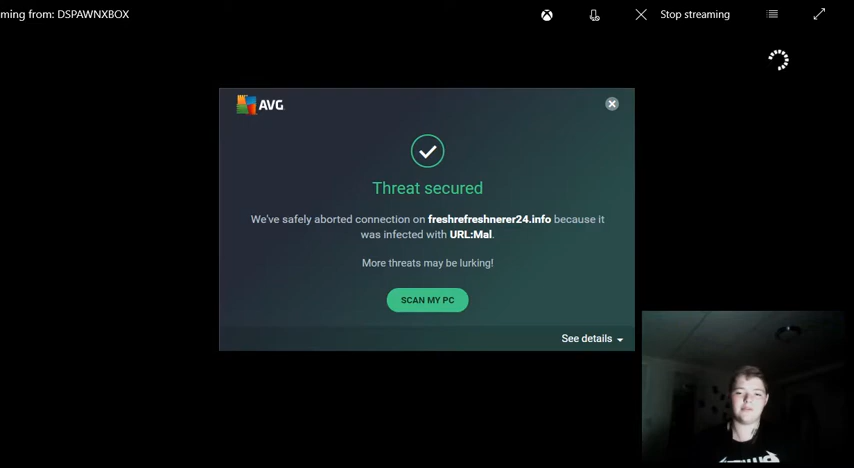 ming from: DSPAWNXBOX
Stop streaming
AVG
Threat secured
We've safely aborted connection on freshrefreshnerer24.info because it
was infected with URL:Mal.
More threats may be lurking!
SCAN MY PC
See details